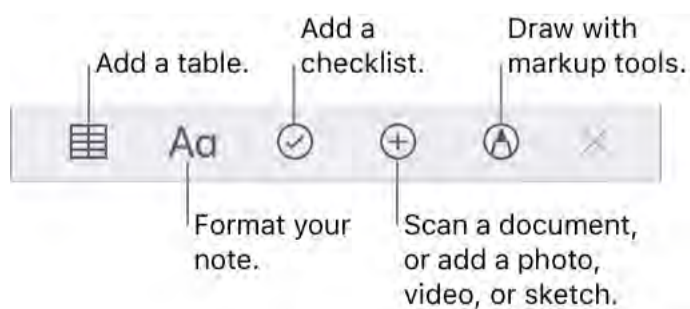 Add a table.
Add a
checklist.
Draw with
markup tools.
Aa
Format your
note.
Scan a document,
or add a photo,
video, or sketch.